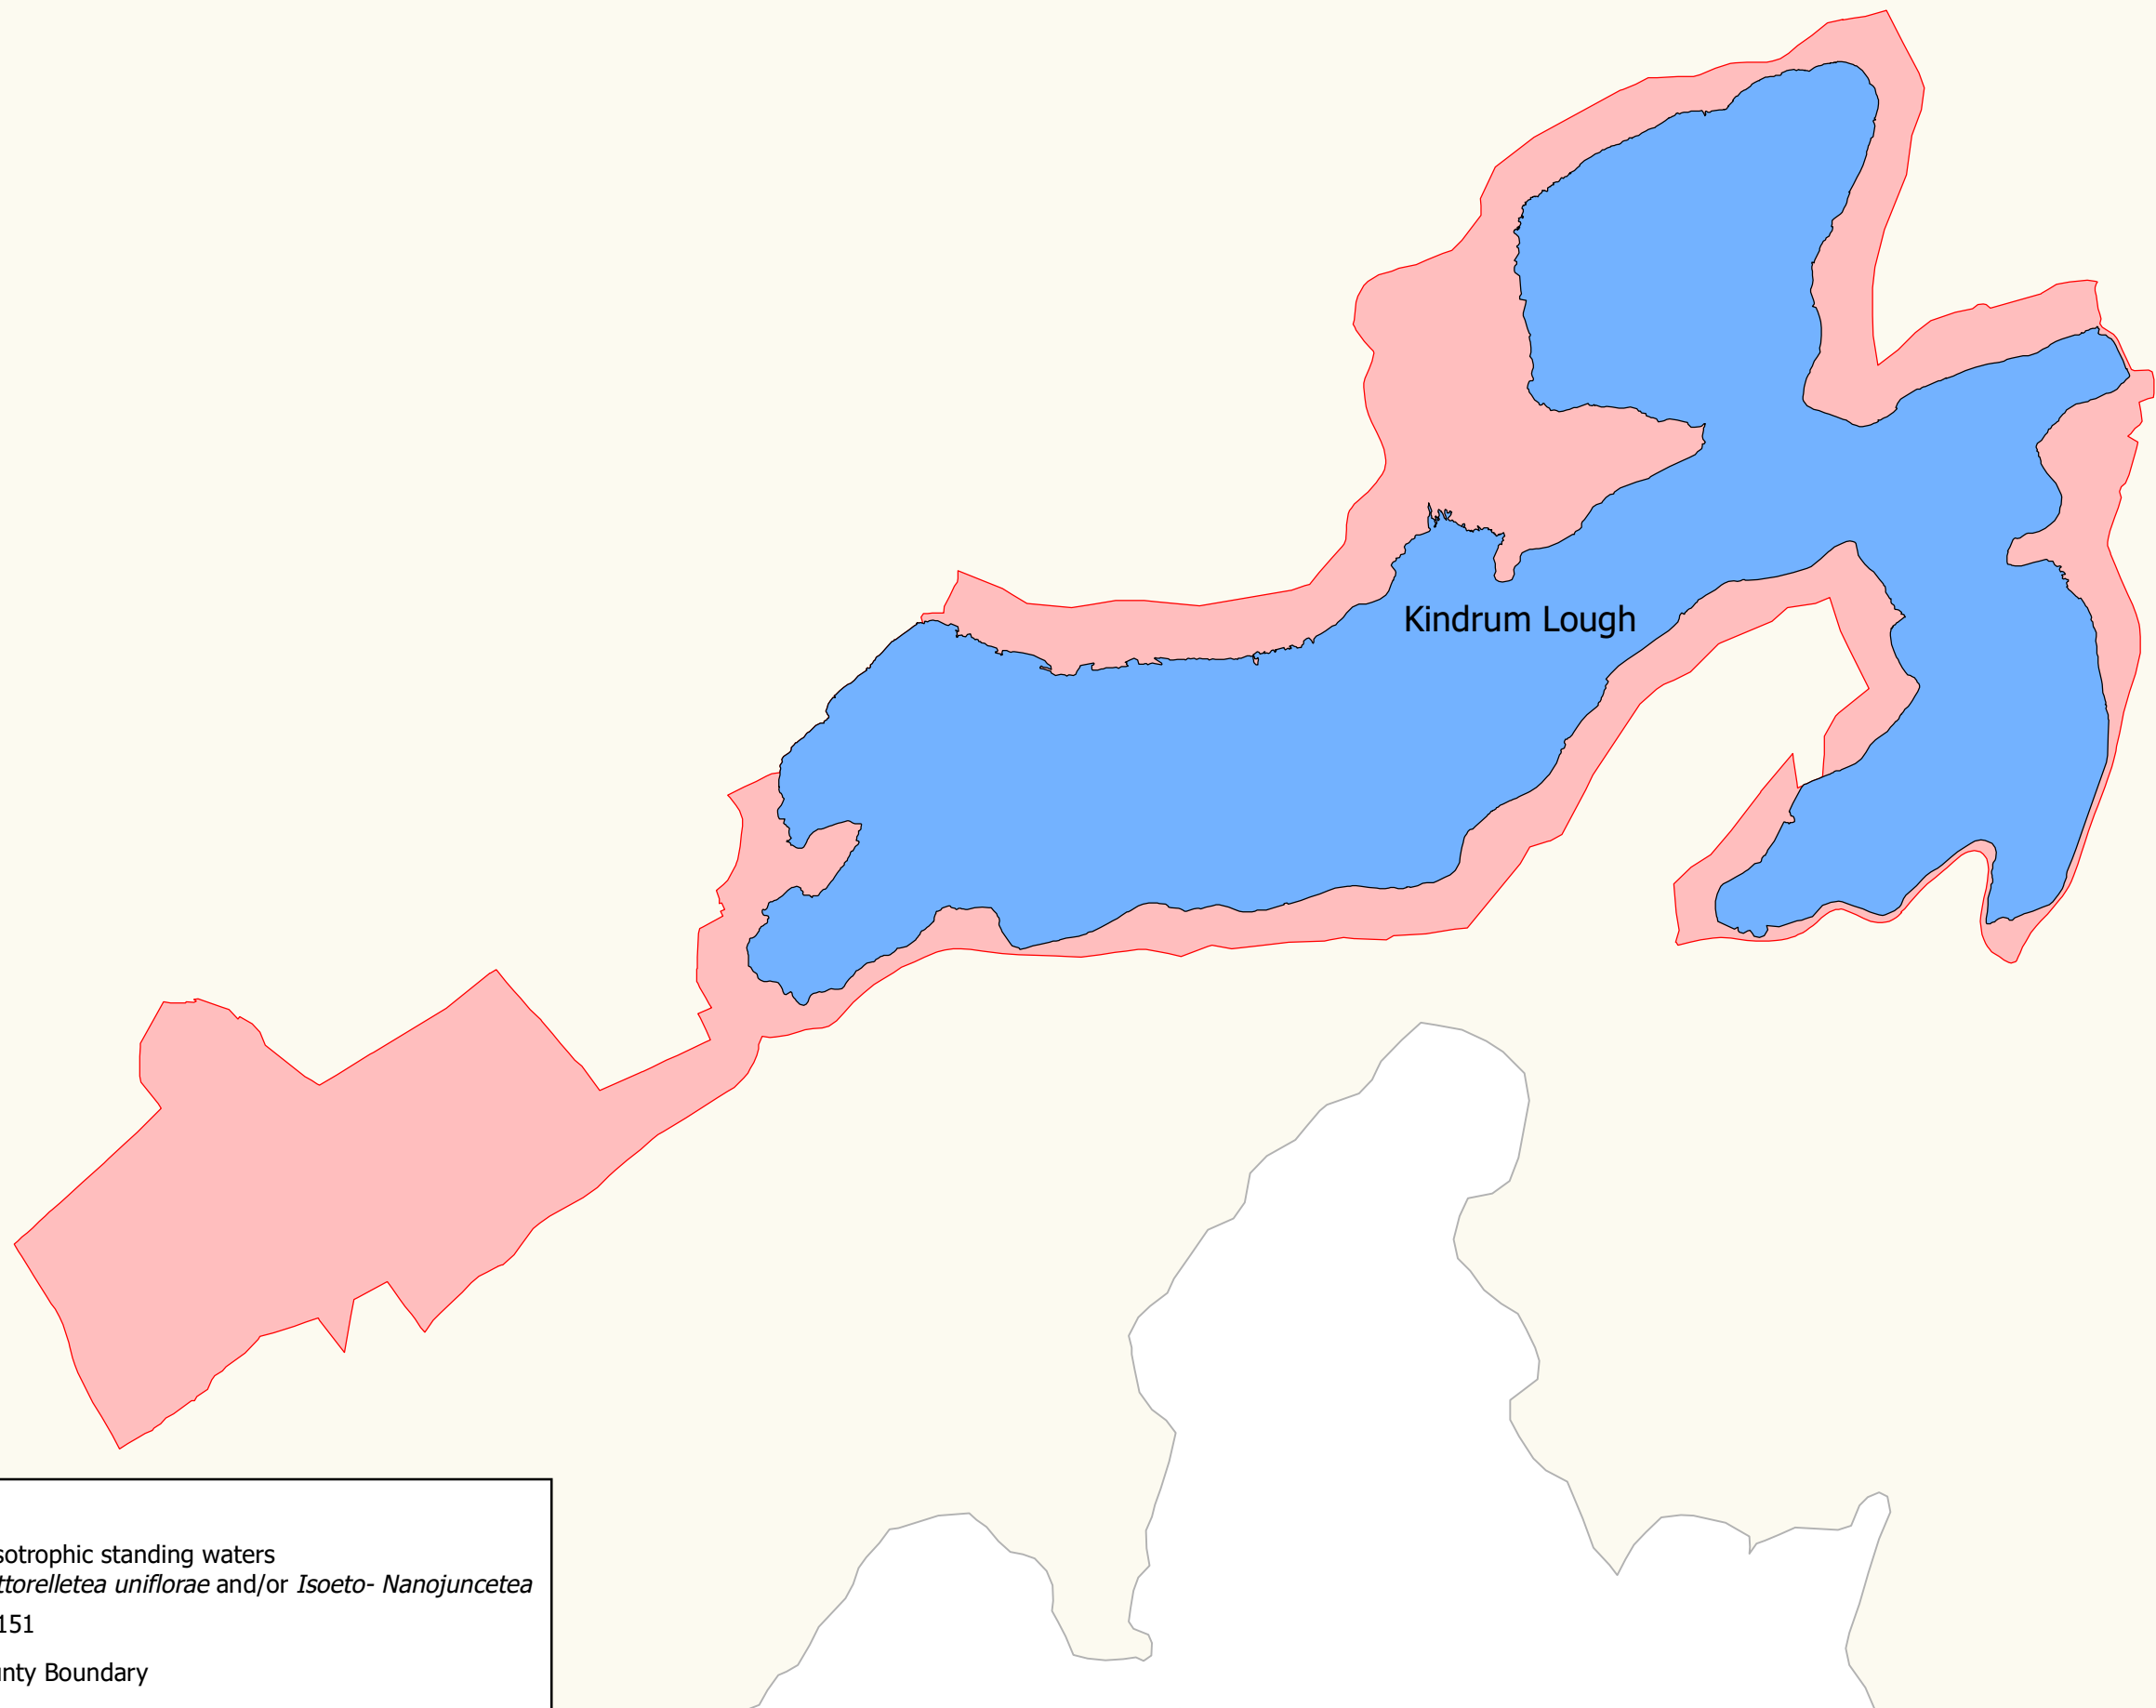 Kindrum Lough
sotrophic standing waters
ttorelletea uniflorae and/or Isoeto- Nanojuncetea
151
nty Boundary